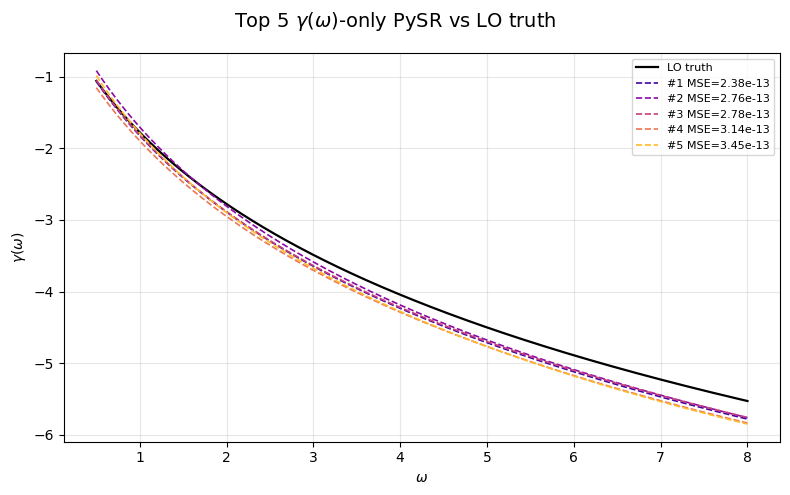 Top 5 γ(ω)-only PySR vs LO truth
LO truth
#1 MSE=2.38e-13
#2 MSE=2.76e-13
#3 MSE=2.78e-13
#4 MSE=3.14e-13
#5 MSE=3.45e-13
−1
−2
−3
−4
−5
−6
γ(ω)
1 2 3 4 5 6 7 8
ω